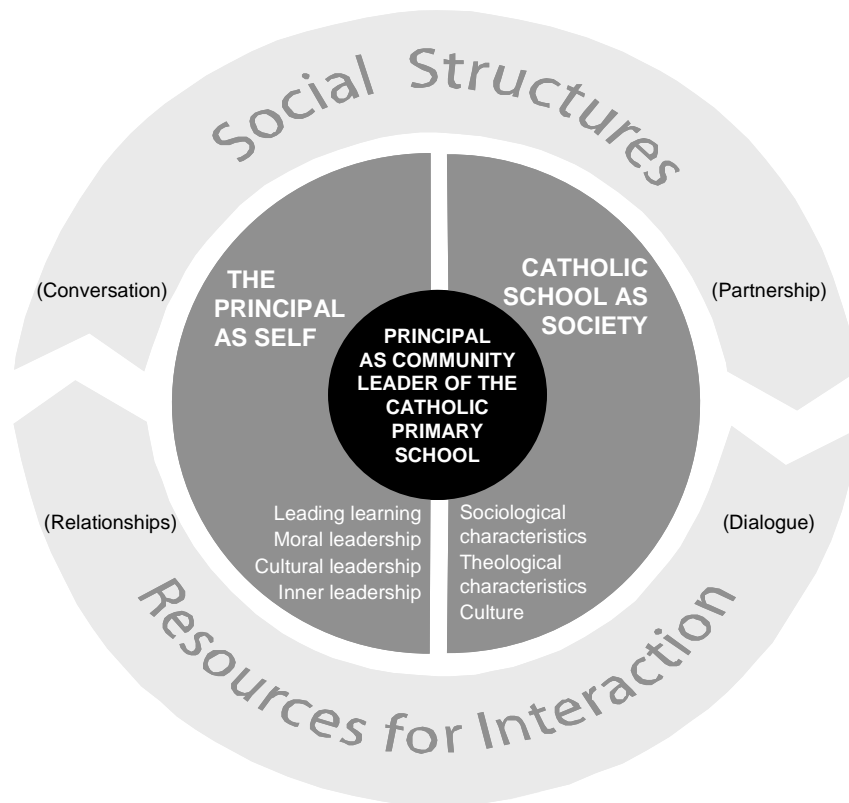 Social Structures
(Conversation)
(Partnership)
THE
PRINCIPAL
AS SELF
CATHOLIC
SCHOOL AS
SOCIETY
PRINCIPAL
AS COMMUNITY
LEADER OF THE
CATHOLIC
PRIMARY
SCHOOL
(Relationships)
(Dialogue)
Leading learning
Moral leadership
Cultural leadership
Inner leadership
Sociological
characteristics
Theological
characteristics
Culture
Resources for Interaction